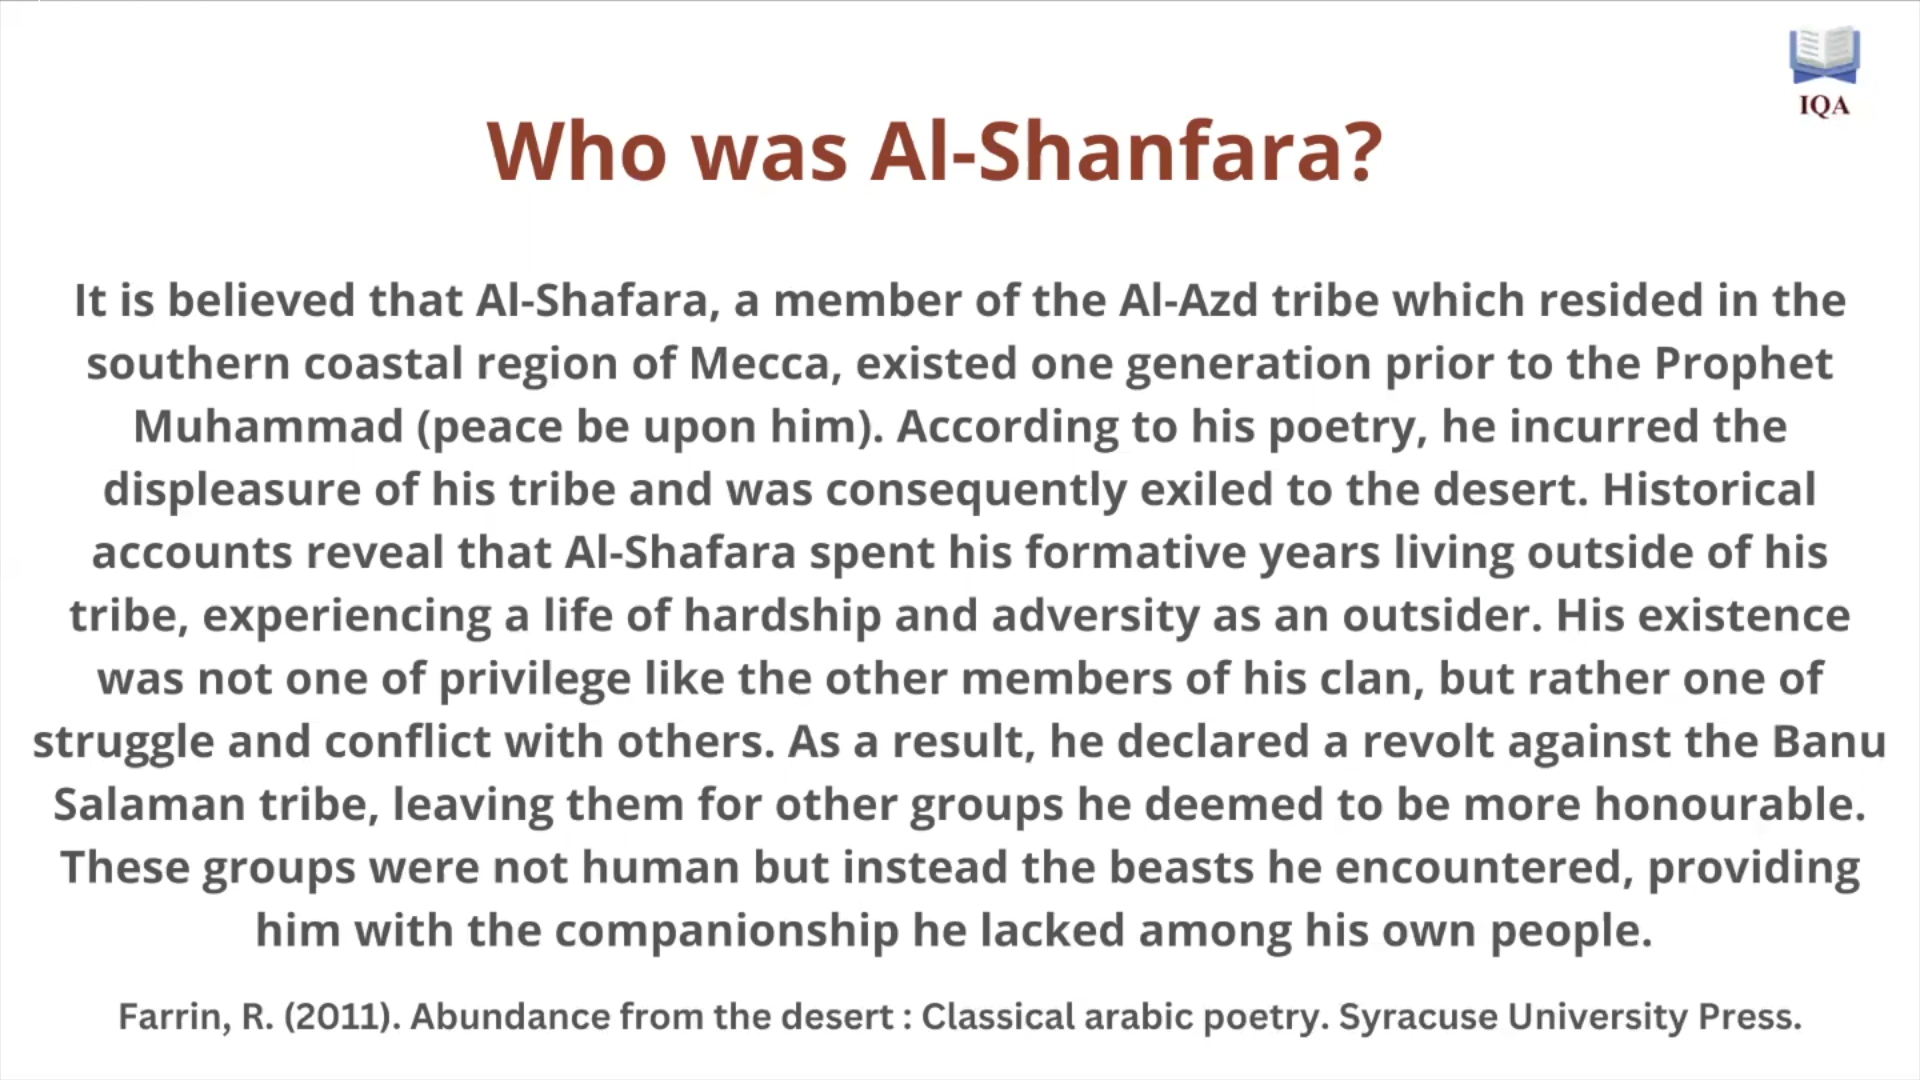 IQA
Who was Al-Shanfara?
It is believed that Al-Shafara, a member of the Al-Azd tribe which resided in the
southern coastal region of Mecca, existed one generation prior to the Prophet
Muhammad (peace be upon him). According to his poetry, he incurred the
displeasure of his tribe and was consequently exiled to the desert. Historical
accounts reveal that Al-Shafara spent his formative years living outside of his
tribe, experiencing a life of hardship and adversity as an outsider. His existence
was not one of privilege like the other members of his clan, but rather one of
struggle and conflict with others. As a result, he declared a revolt against the Banu
Salaman tribe, leaving them for other groups he deemed to be more honourable.
These groups were not human but instead the beasts he encountered, providing
him with the companionship he lacked among his own people.
Farrin, R. (2011). Abundance from the desert : Classical arabic poetry. Syracuse University Press.